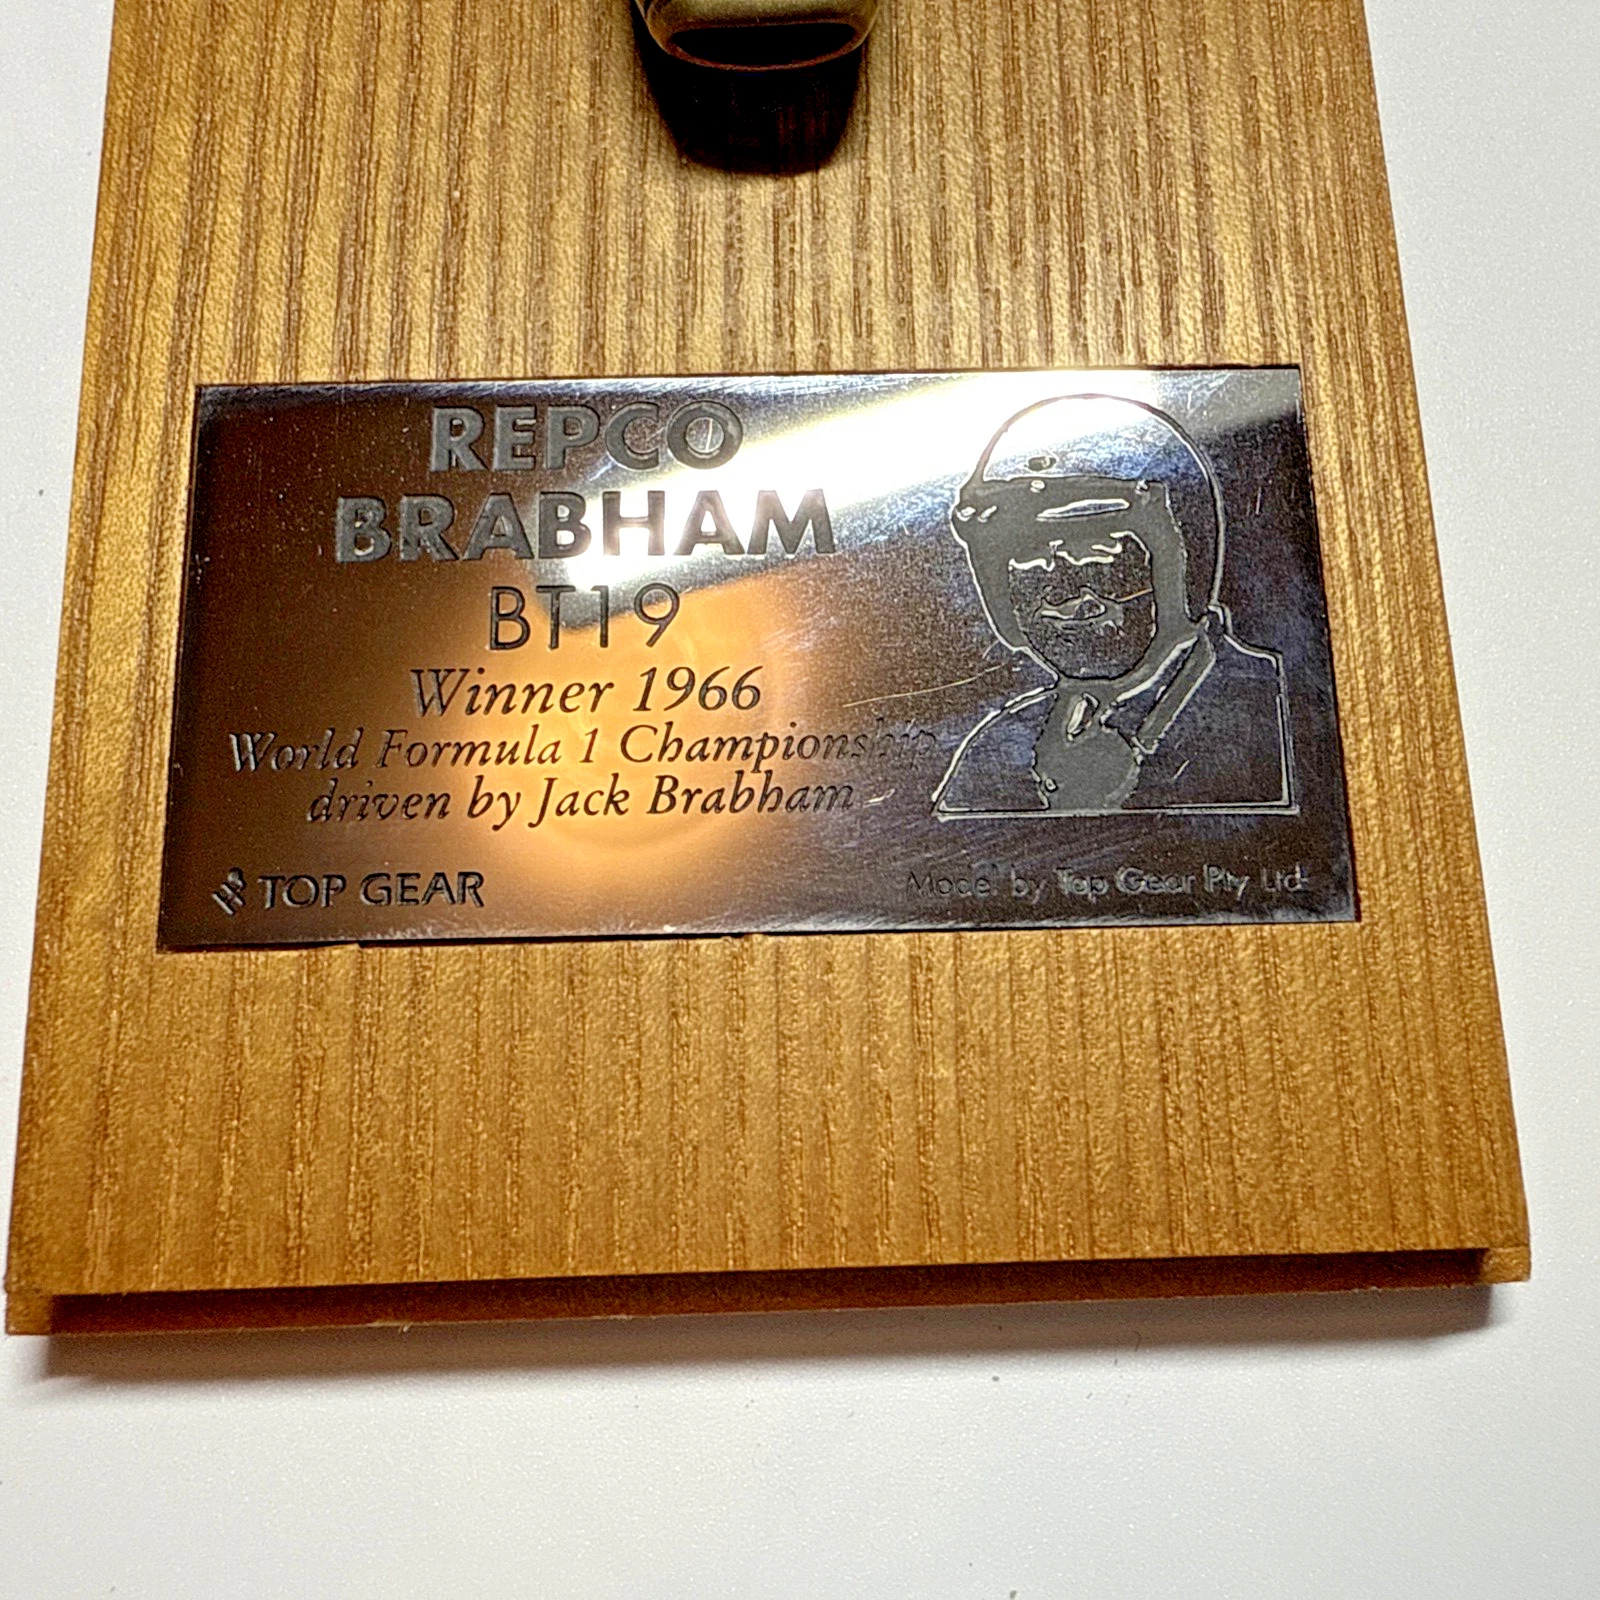 REPCO
BRABHAM
BT19
Winner 1966
World Formula 1 Championship
driven by Jack Brabham
TOP GEAR
Model by Top Gear Pty Ltd